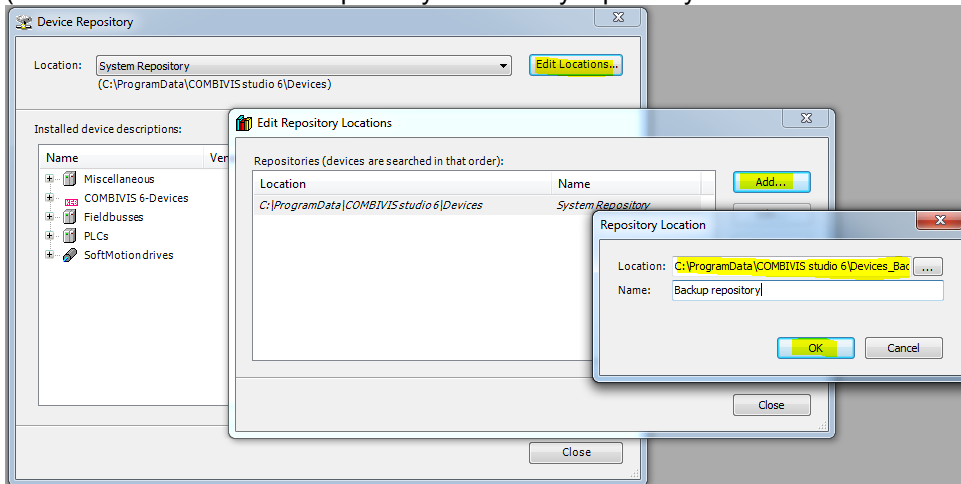 Device Repository
Location: System Repository Edit Locations...
(C:\ProgramData\COMBIVIS studio 6\Devices)
Installed device descriptions:
Name
Miscellaneous
COMBIVIS 6-Devices
Fieldbusses
PLCs
SoftMotion drives
Close
Edit Repository Locations
Repositories (devices are searched in that order):
Location Name
C:\ProgramData\COMBIVIS studio 6\Devices System Repository
Add...
Close
Repository Location
Location: C:\ProgramData\COMBIVIS studio 6\Devices_Bac ...
Name: Backup repository
OK Cancel